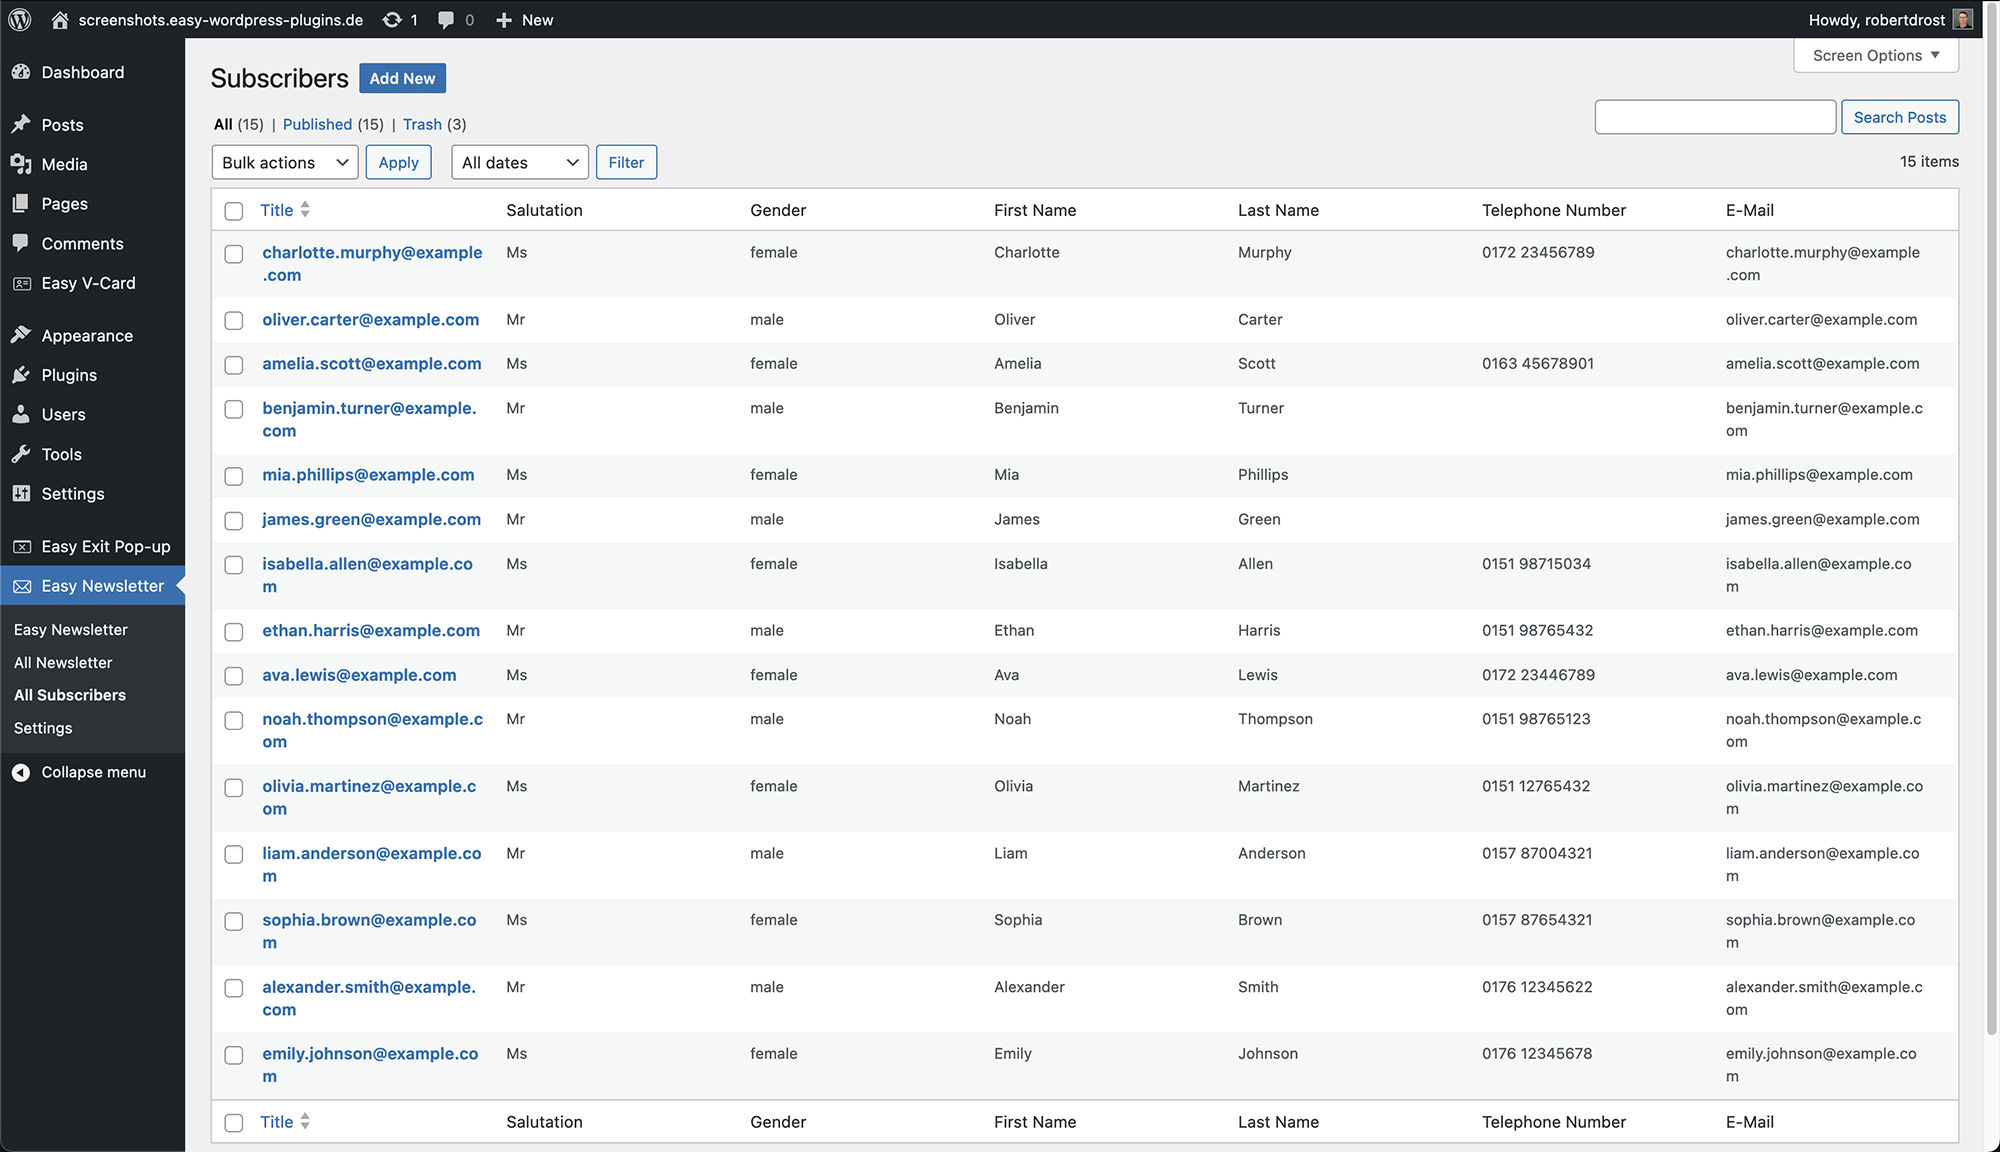 screenshots.easy-wordpress-plugins.de 1 0 New Howdy, robertdrost
Dashboard
Posts
Media
Pages
Comments
Easy V-Card
Appearance
Plugins
Users
Tools
Settings
Easy Exit Pop-up
Easy Newsletter
Easy Newsletter
All Newsletter
All Subscribers
Settings
Collapse menu
Screen Options
Subscribers Add New
All (15) | Published (15) | Trash (3)
Search Posts
Bulk actions Apply All dates Filter
15 items
Title Salutation Gender First Name Last Name Telephone Number E-Mail
charlotte.murphy@example Ms female Charlotte Murphy 0172 23456789 charlotte.murphy@example
.com .com
oliver.carter@example.com Mr male Oliver Carter oliver.carter@example.com
amelia.scott@example.com Ms female Amelia Scott 0163 45678901 amelia.scott@example.com
benjamin.turner@example. Mr male Benjamin Turner benjamin.turner@example.c
com om
mia.phillips@example.com Ms female Mia Phillips mia.phillips@example.com
james.green@example.com Mr male James Green james.green@example.com
isabella.allen@example.co Ms female Isabella Allen 0151 98715034 isabella.allen@example.co
m m
ethan.harris@example.com Mr male Ethan Harris 0151 98765432 ethan.harris@example.com
ava.lewis@example.com Ms female Ava Lewis 0172 23446789 ava.lewis@example.com
noah.thompson@example.c Mr male Noah Thompson 0151 98765123 noah.thompson@example.c
om om
olivia.martinez@example.c Ms female Olivia Martinez 0151 12765432 olivia.martinez@example.co
om m
liam.anderson@example.co Mr male Liam Anderson 0157 87004321 liam.anderson@example.co
m m
sophia.brown@example.co Ms female Sophia Brown 0157 87654321 sophia.brown@example.co
m m
alexander.smith@example. Mr male Alexander Smith 0176 12345622 alexander.smith@example.c
com om
emily.johnson@example.co Ms female Emily Johnson 0176 12345678 emily.johnson@example.co
m m
Title Salutation Gender First Name Last Name Telephone Number E-Mail